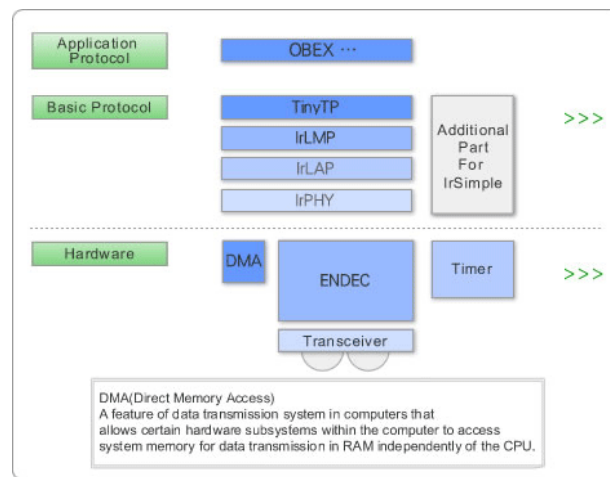 Application
Protocol
OBEX ···
Basic Protocol
TinyTP
IrLMP
IrLAP
IrPHY
Additional
Part
For
IrSimple
>>>
Hardware
DMA
ENDEC
Timer
>>>
Transceiver
DMA(Direct Memory Access)
A feature of data transmission system in computers that
allows certain hardware subsystems within the computer to access
system memory for data transmission in RAM independently of the CPU.